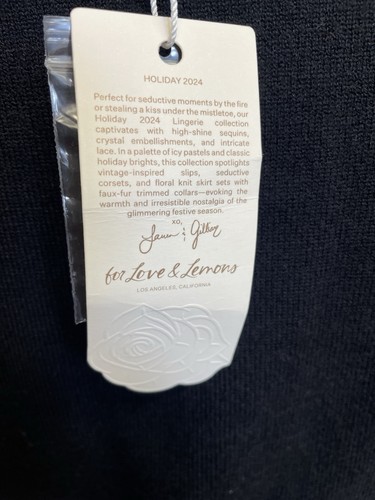 HOLIDAY 2024
Perfect for seductive moments by the fire
or stealing a kiss under the mistletoe, our
Holiday 2024 Lingerie collection
captivates with high-shine sequins,
crystal embellishments, and intricate
lace. In a palette of icy pastels and classic
holiday brights, this collection spotlights
vintage-inspired slips, seductive
corsets, and floral knit skirt sets with
faux-fur trimmed collars—evoking the
warmth and irresistible nostalgia of the
glimmering festive season.
xo,
for Love & Lemons
LOS ANGELES, CALIFORNIA